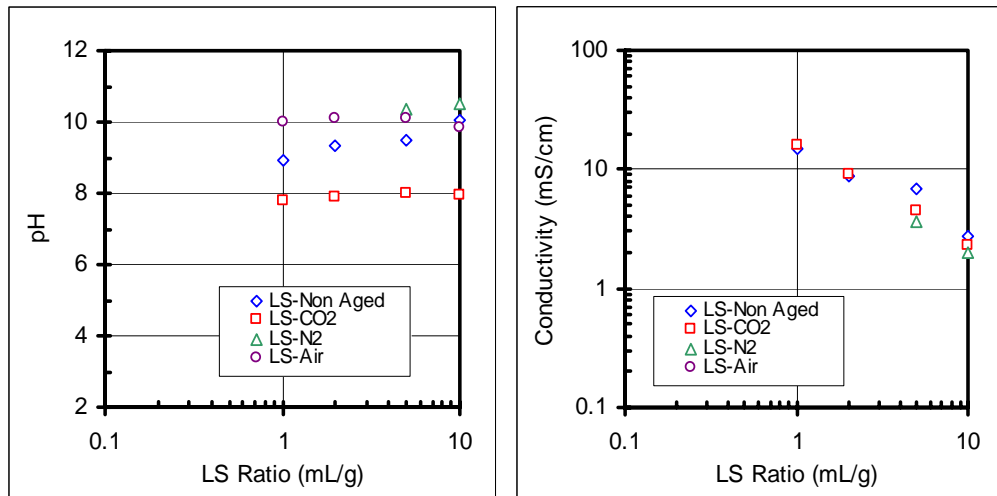 12
10
8
6
4
2
pH
0.1 1 10
LS Ratio (mL/g)
LS-Non Aged
LS-CO2
LS-N2
LS-Air
100
10
1
0.1
Conductivity (mS/cm)
0.1 1 10
LS Ratio (mL/g)
LS-Non Aged
LS-CO2
LS-N2
LS-Air